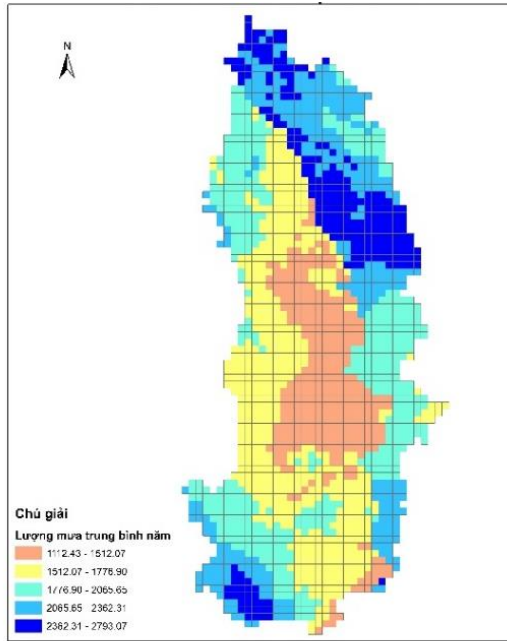 N
Chú giải
Lượng mưa trung bình năm
1112.43 - 1512.07
1512.07 - 1776.90
1776.90 - 2065.65
2065.65 - 2362.31
2362.31 - 2793.07